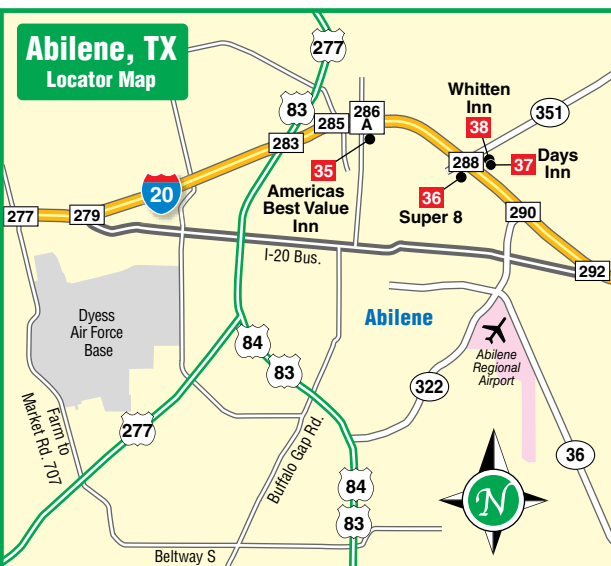 Abilene, TX
Locator Map
277
83
285
286
A
283
35
Americas
Best Value
Inn
Whitten
Inn
38
351
288
37
Days
Inn
36
Super 8
20
277
279
290
292
I-20 Bus.
Dyess
Air Force
Base
Abilene
Abilene
Regional
Airport
84
83
322
277
Farm to
Market Rd. 707
Buffalo Gap Rd.
36
84
83
N
Beltway S